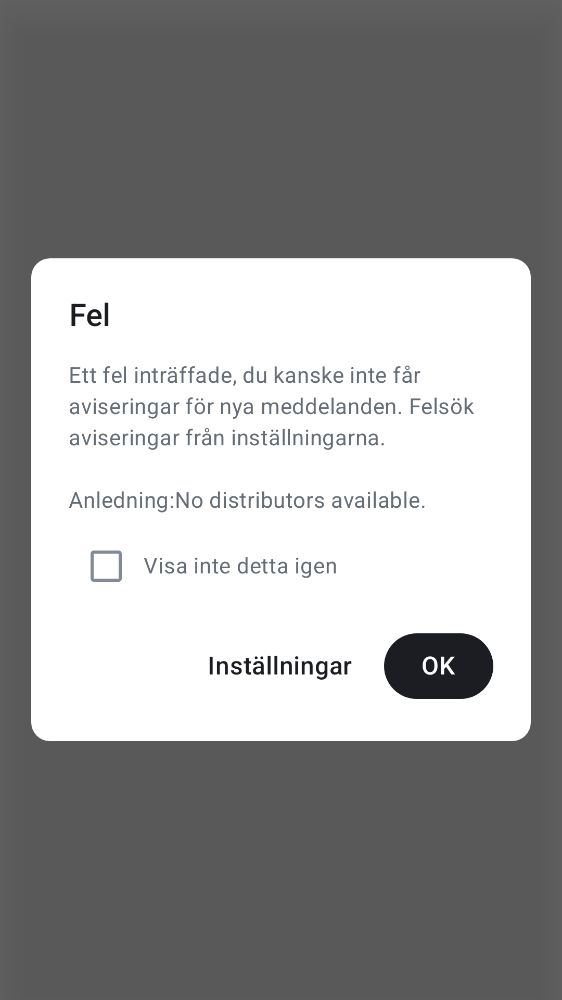 Fel
Ett fel inträffade, du kanske inte får
aviseringar för nya meddelanden. Felsök
aviseringar från inställningarna.
Anledning:No distributors available.
Visa inte detta igen
Inställningar
OK